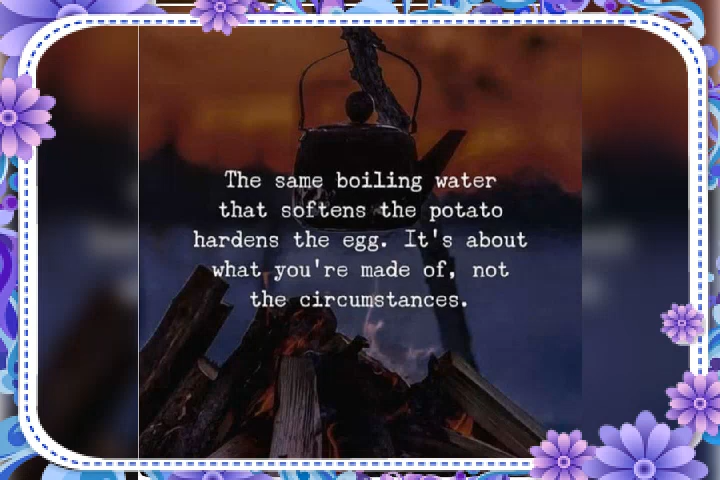 The same boiling water
that softens the potato
hardens the egg. It's about
what you're made of, not
the circumstances.